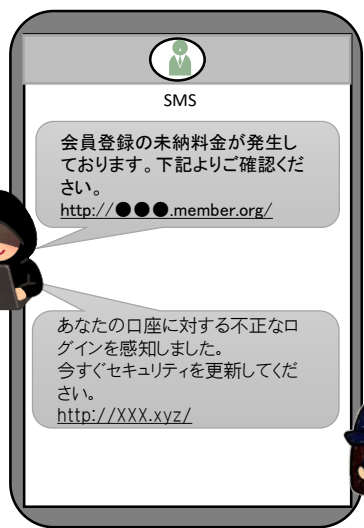 SMS
会員登録の未納料金が発生し
ております。下記よりご確認くだ
さい。
http://●●●.member.org/
あなたの口座に対する不正なロ
グインを感知しました。
今すぐセキュリティを更新してくだ
さい。
http://XXX.xyz/